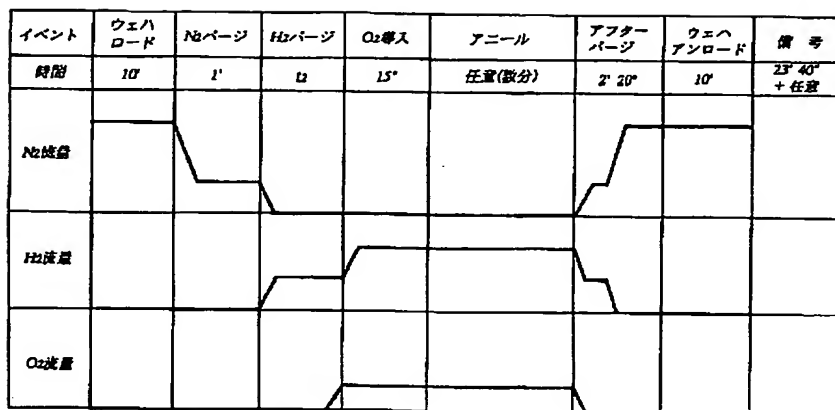 イベント ウェハロード N2パージ H2パージ O2導入 アニール アフターパージ ウェハアンロード 備考
時間 10' 1' t2 15" 任意(数分) 2' 20" 10' 23' 40" + 任意
N2流量
H2流量
O2流量